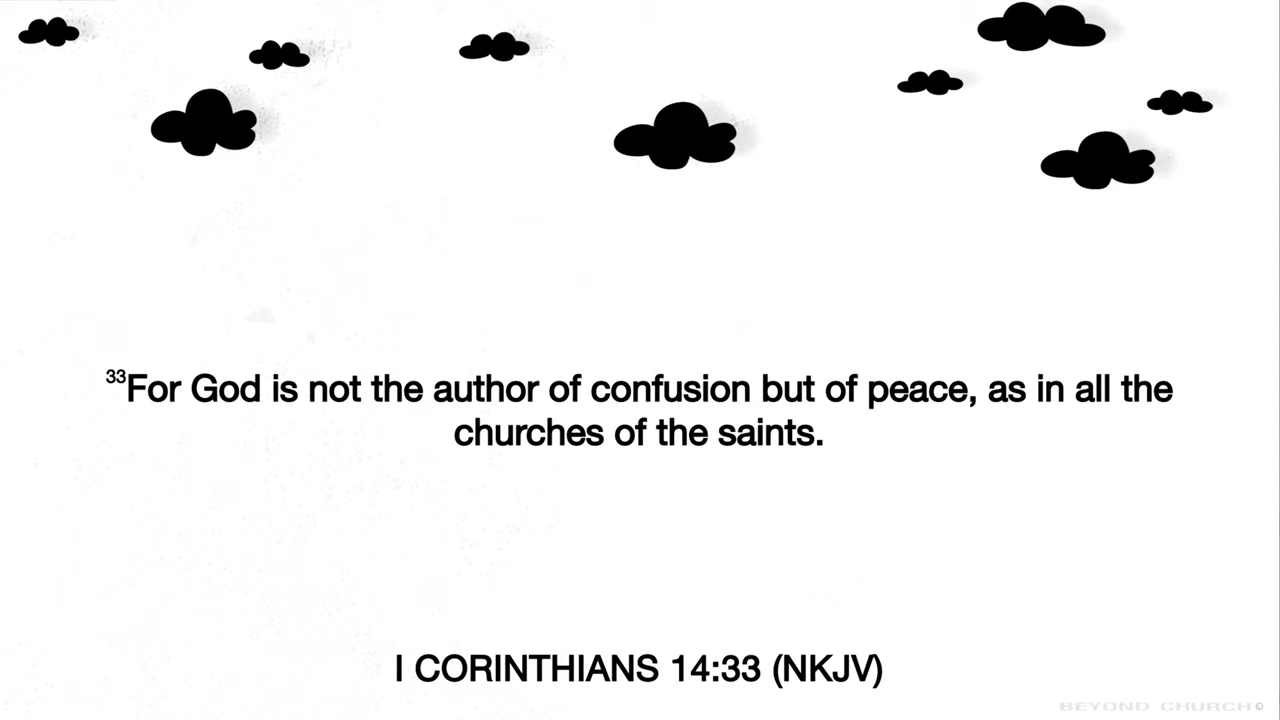 33For God is not the author of confusion but of peace, as in all the
churches of the saints.
I CORINTHIANS 14:33 (NKJV)
BEYOND CHURCH©